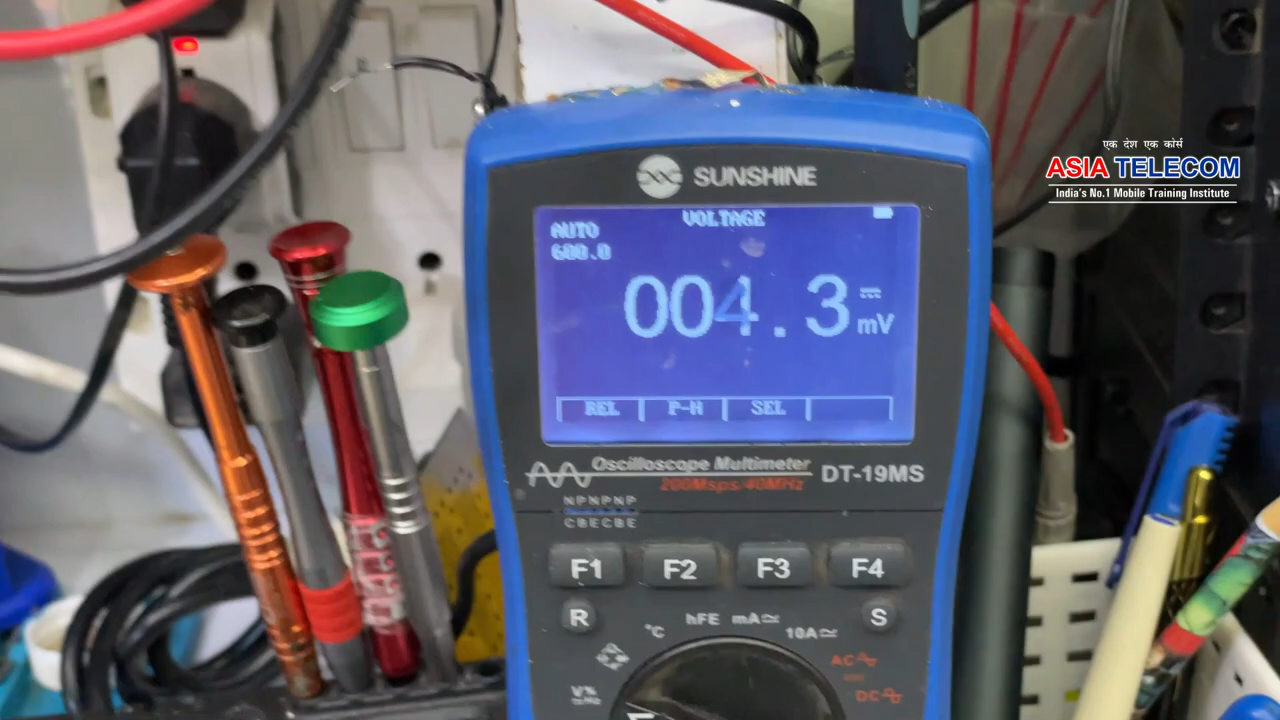 एक देश एक कोर्स
ASIA TELECOM
India's No.1 Mobile Training Institute
SUNSHINE
VOLTAGE
AUTO
600.0
004.3 mV
REL P-H SEL
Oscilloscope Multimeter
200Msps/40MHz
DT-19MS
NPNPNP
CBECBE
F1 F2 F3 F4
R S
°C hFE mA 10A
AC
DC
V%